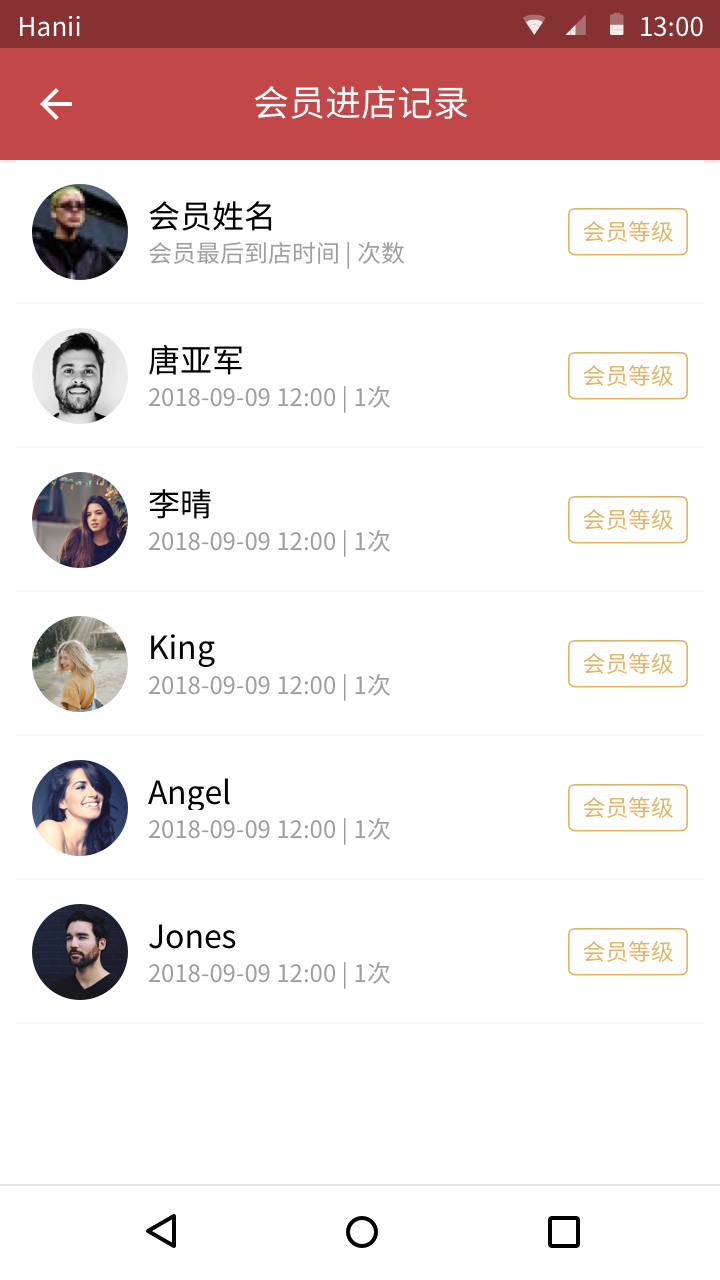 Hanii 13:00
会员进店记录
会员姓名
会员最后到店时间 | 次数
会员等级
唐亚军
2018-09-09 12:00 | 1次
会员等级
李晴
2018-09-09 12:00 | 1次
会员等级
King
2018-09-09 12:00 | 1次
会员等级
Angel
2018-09-09 12:00 | 1次
会员等级
Jones
2018-09-09 12:00 | 1次
会员等级